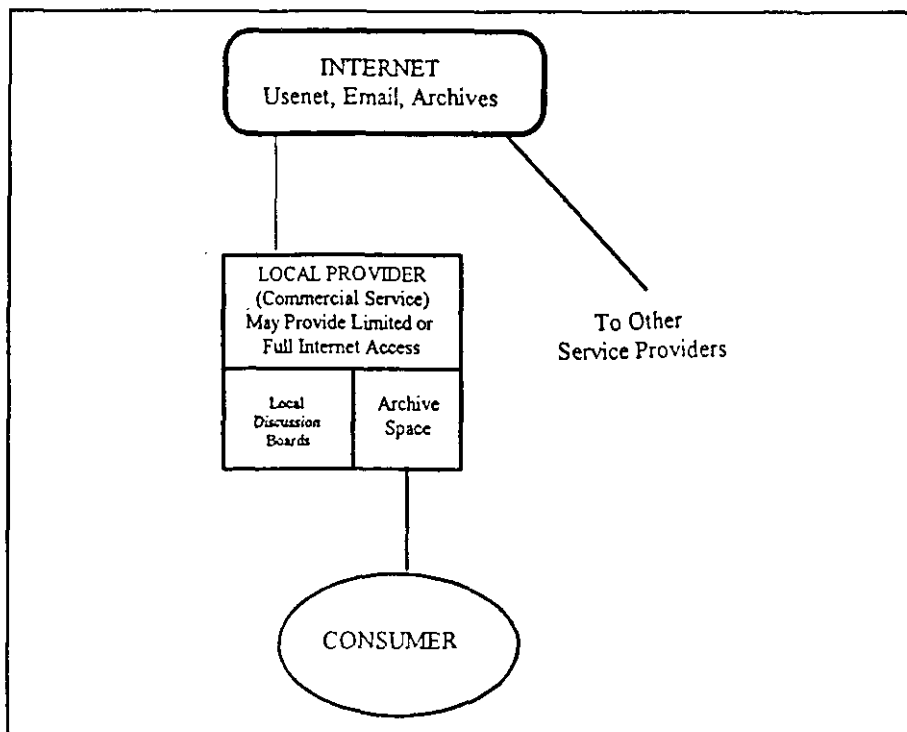 INTERNET
Usenet, Email, Archives
LOCAL PROVIDER
(Commercial Service)
May Provide Limited or
Full Internet Access
To Other
Service Providers
Local
Discussion
Boards
Archive
Space
CONSUMER